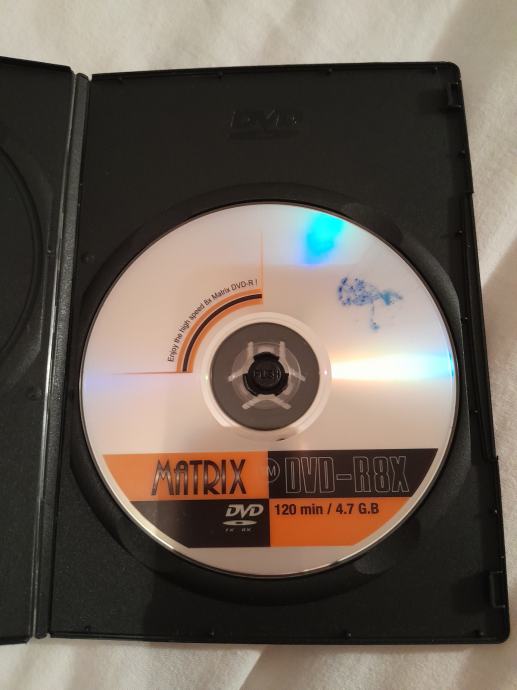 DVD
Enjoy the high speed 8x Matrix DVD-R !
PUSH
MATRIX
M DVD-R8X
DVD
120 min / 4.7 G.B